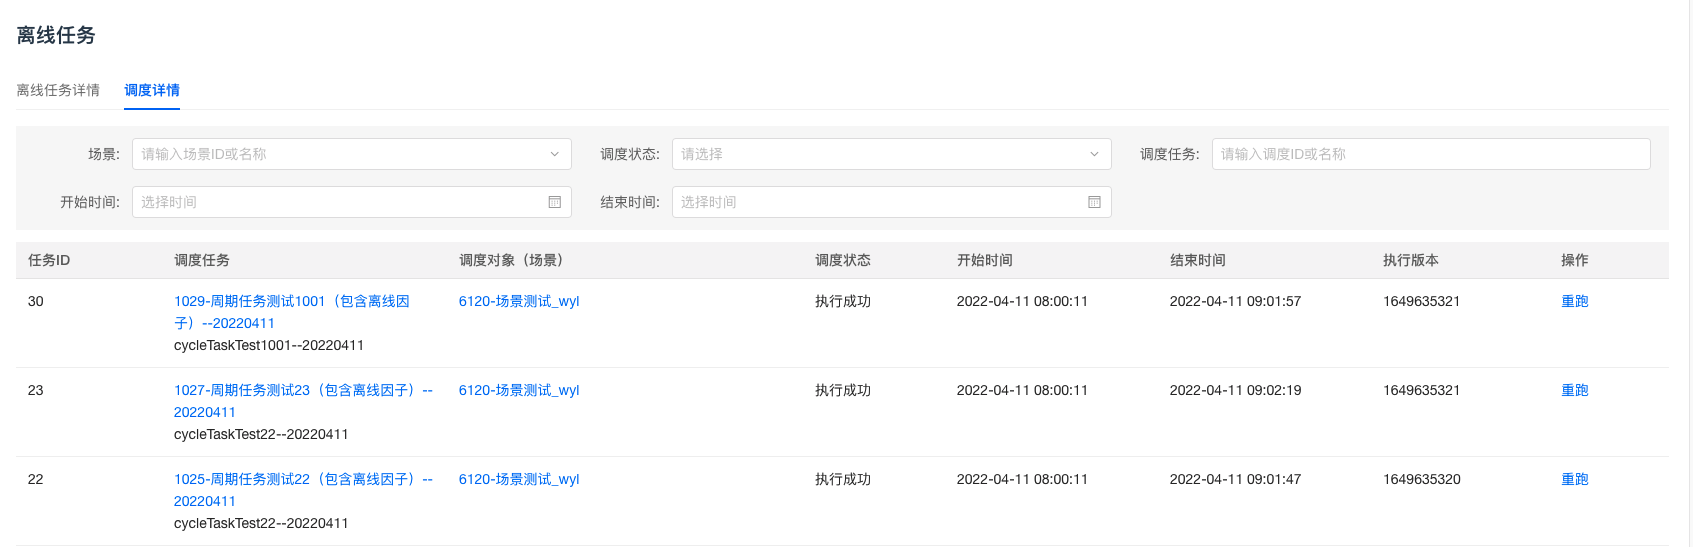 离线任务
离线任务详情 调度详情
场景: 请输入场景ID或名称 调度状态: 请选择 调度任务: 请输入调度ID或名称
开始时间: 选择时间 结束时间: 选择时间
任务ID 调度任务 调度对象（场景） 调度状态 开始时间 结束时间 执行版本 操作
30 1029-周期任务测试1001（包含离线因 6120-场景测试_wyl 执行成功 2022-04-11 08:00:11 2022-04-11 09:01:57 1649635321 重跑
子）--20220411
cycleTaskTest1001--20220411
23 1027-周期任务测试23（包含离线因子）-- 6120-场景测试_wyl 执行成功 2022-04-11 08:00:11 2022-04-11 09:02:19 1649635321 重跑
20220411
cycleTaskTest22--20220411
22 1025-周期任务测试22（包含离线因子）-- 6120-场景测试_wyl 执行成功 2022-04-11 08:00:11 2022-04-11 09:01:47 1649635320 重跑
20220411
cycleTaskTest22--20220411